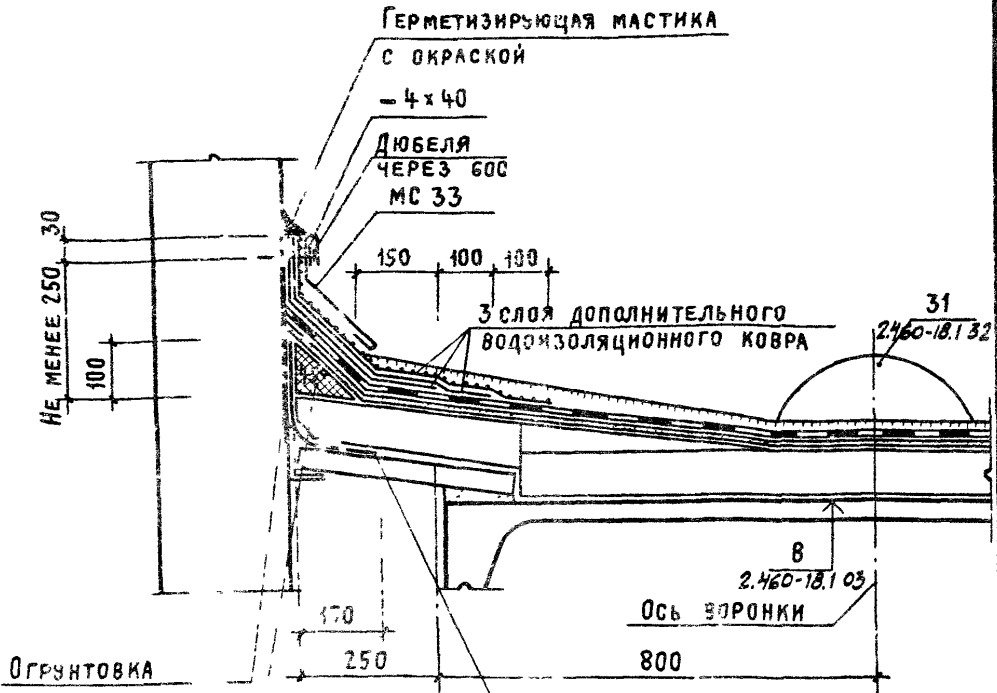 ГЕРМЕТИЗИРУЮЩАЯ МАСТИКА
С ОКРАСКОЙ
– 4 × 40
ДЮБЕЛЯ
ЧЕРЕЗ 600
МС 33
30
НЕ МЕНЕЕ 250
100
150 100 100
3 СЛОЯ ДОПОЛНИТЕЛЬНОГО
ВОДОИЗОЛЯЦИОННОГО КОВРА
31
2.460-18.1 32
8
2.460-18.1 03
ОСЬ ВОРОНКИ
170
250 800
ОГРУНТОВКА